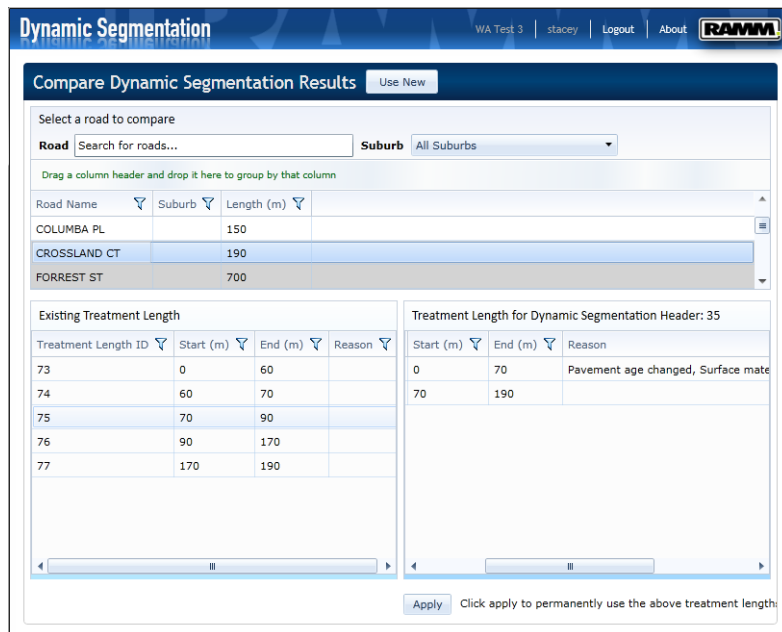 Dynamic Segmentation
WA Test 3 stacey Logout About RAMM
Compare Dynamic Segmentation Results Use New
Select a road to compare
Road Search for roads... Suburb All Suburbs
Drag a column header and drop it here to group by that column
Road Name Suburb Length (m)
COLUMBA PL 150
CROSSLAND CT 190
FORREST ST 700
Existing Treatment Length
Treatment Length ID Start (m) End (m) Reason
73 0 60
74 60 70
75 70 90
76 90 170
77 170 190
Treatment Length for Dynamic Segmentation Header: 35
Start (m) End (m) Reason
0 70 Pavement age changed, Surface mate
70 190
Apply Click apply to permanently use the above treatment length